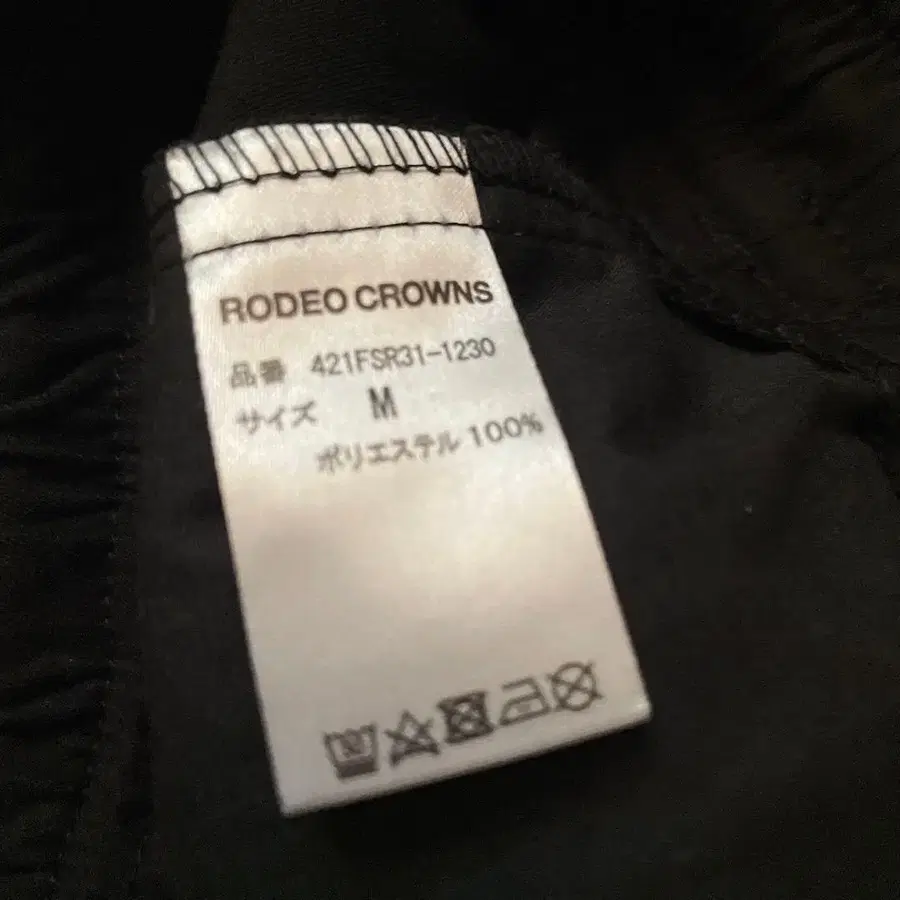 RODEO CROWNS
品番 421FSR31-1230
サイズ M
ポリエステル 100%